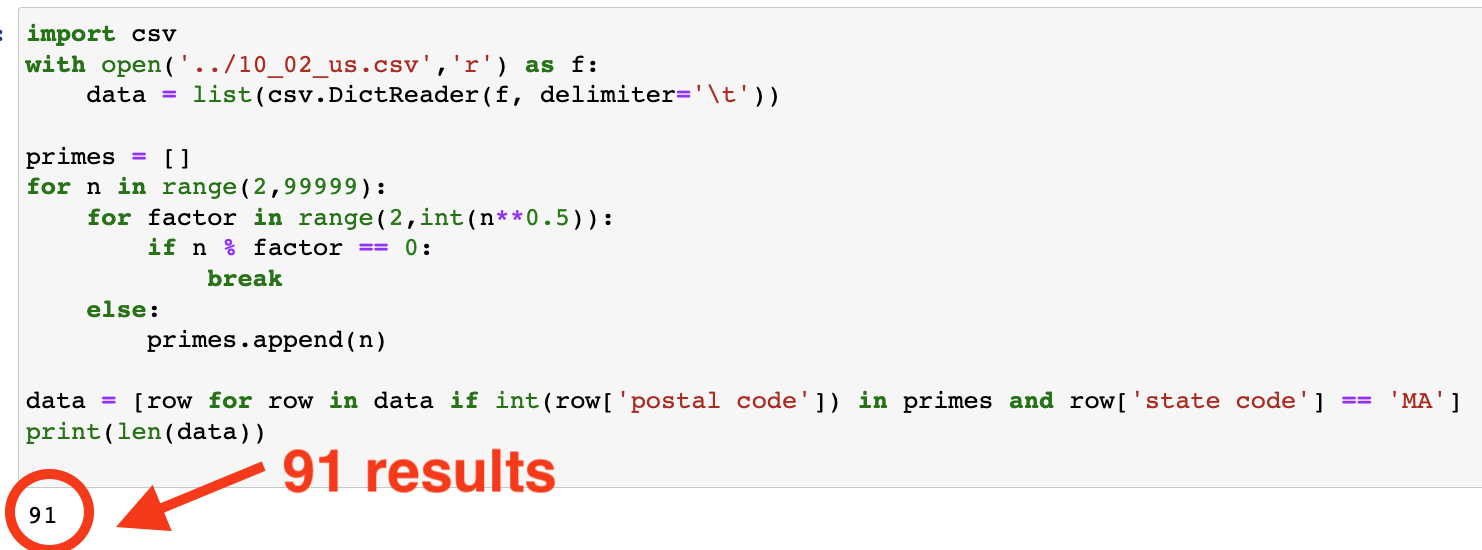 :
import csv
with open('../10_02_us.csv','r') as f:
    data = list(csv.DictReader(f, delimiter='\t'))

primes = []
for n in range(2,99999):
    for factor in range(2,int(n**0.5)):
        if n % factor == 0:
            break
    else:
        primes.append(n)

data = [row for row in data if int(row['postal code']) in primes and row['state code'] == 'MA']
print(len(data))
91 results
91